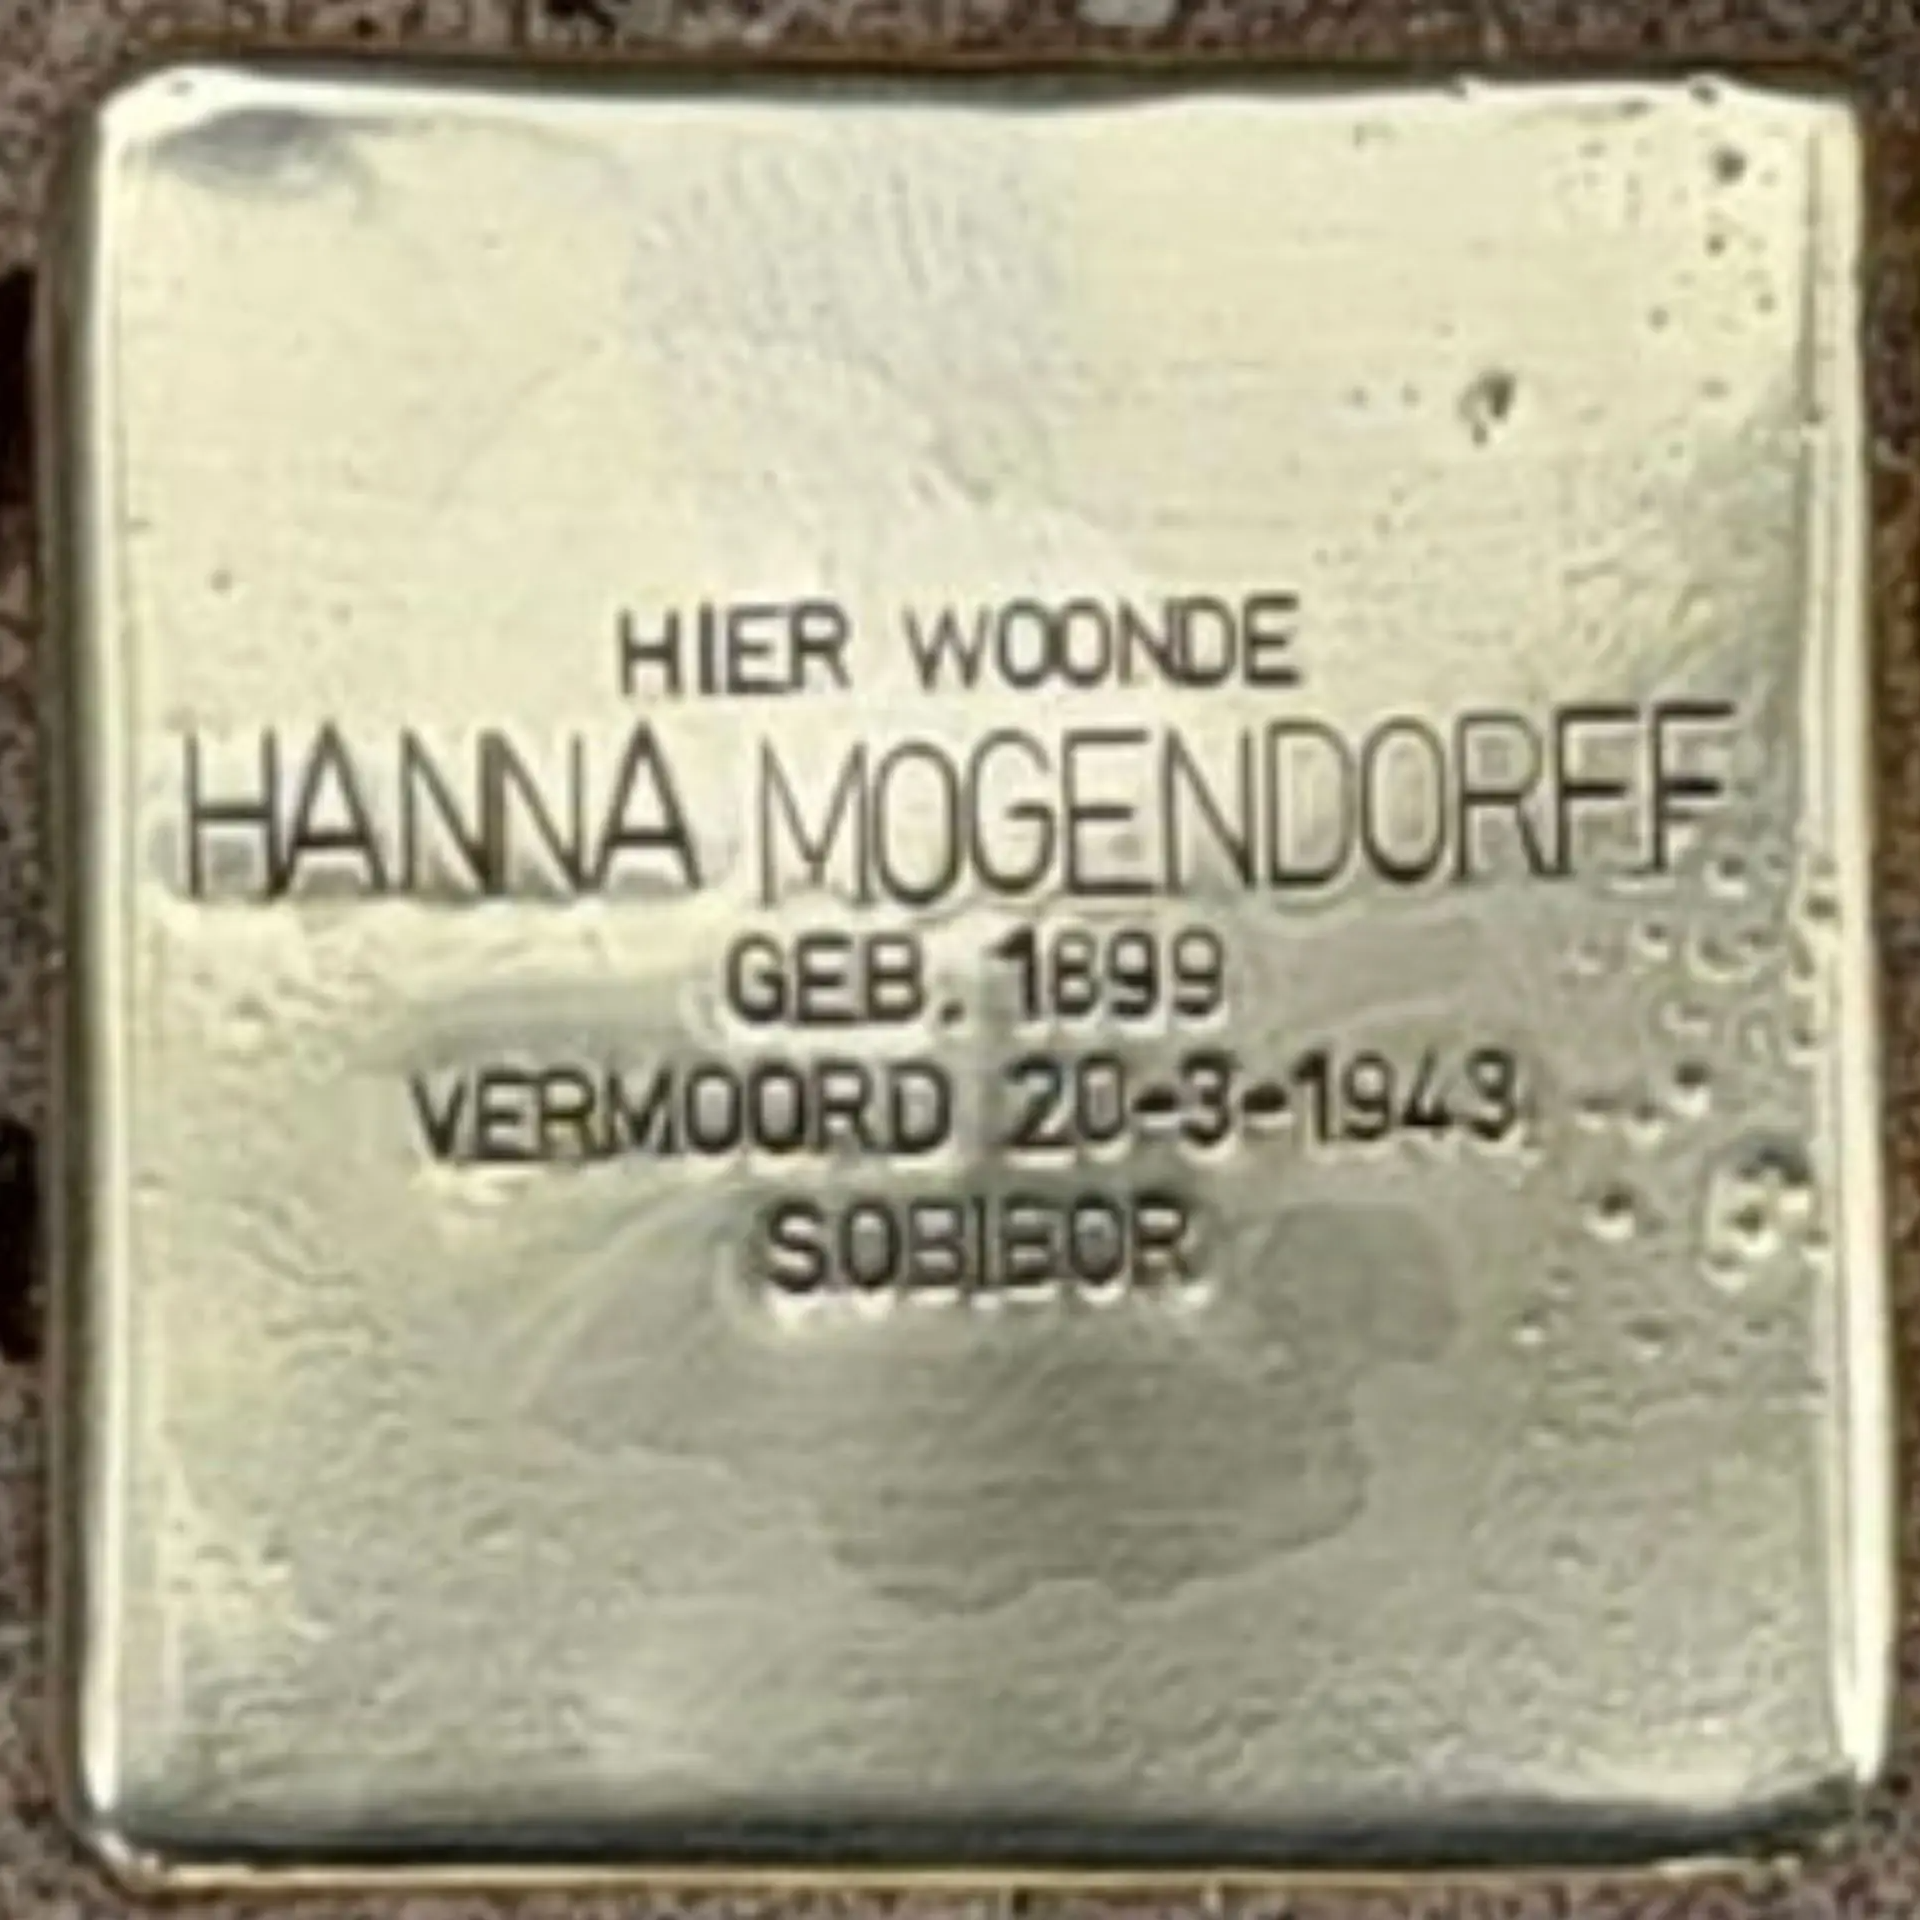 HIER WOONDE
HANNA MOGENDORFF
GEB. 1899
VERMOORD 20-3-1943
SOBIBOR